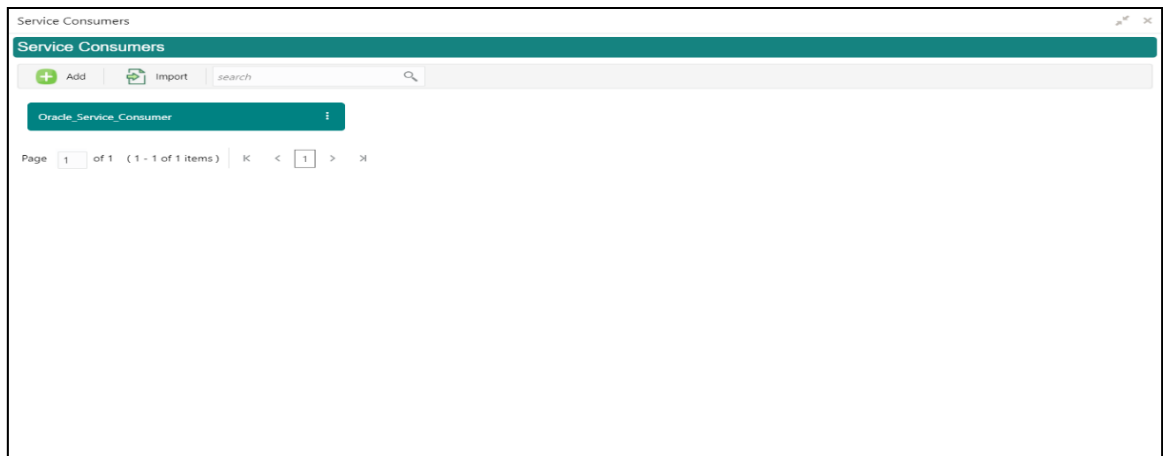 Service Consumers
Service Consumers
Add Import search
Oracle_Service_Consumer
Page 1 of 1 ( 1 - 1 of 1 items ) K < 1 > Ʞ